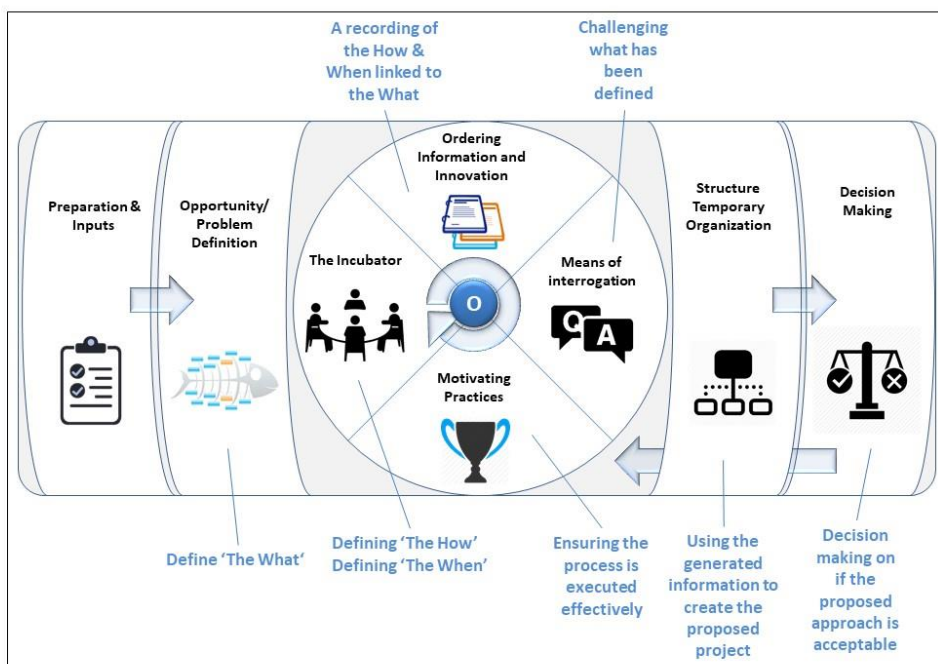 A recording of
the How &
When linked to
the What
Challenging
what has
been
defined
Preparation &
Inputs
Opportunity/
Problem
Definition
Ordering
Information and
Innovation
The Incubator
O
Means of
interrogation
Q
A
Motivating
Practices
Structure
Temporary
Organization
Decision
Making
Define ‘The What‘
Defining ‘The How’
Defining ‘The When’
Ensuring the
process is
executed
effectively
Using the
generated
information to
create the
proposed
project
Decision
making on
if the
proposed
approach is
acceptable